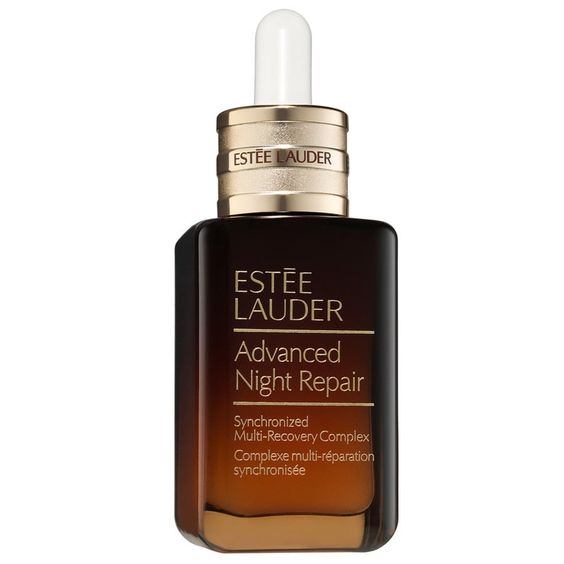 ESTĒE LAUDER
ESTĒE
LAUDER
Advanced
Night Repair
Synchronized
Multi-Recovery Complex
Complexe multi-réparation
synchronisée